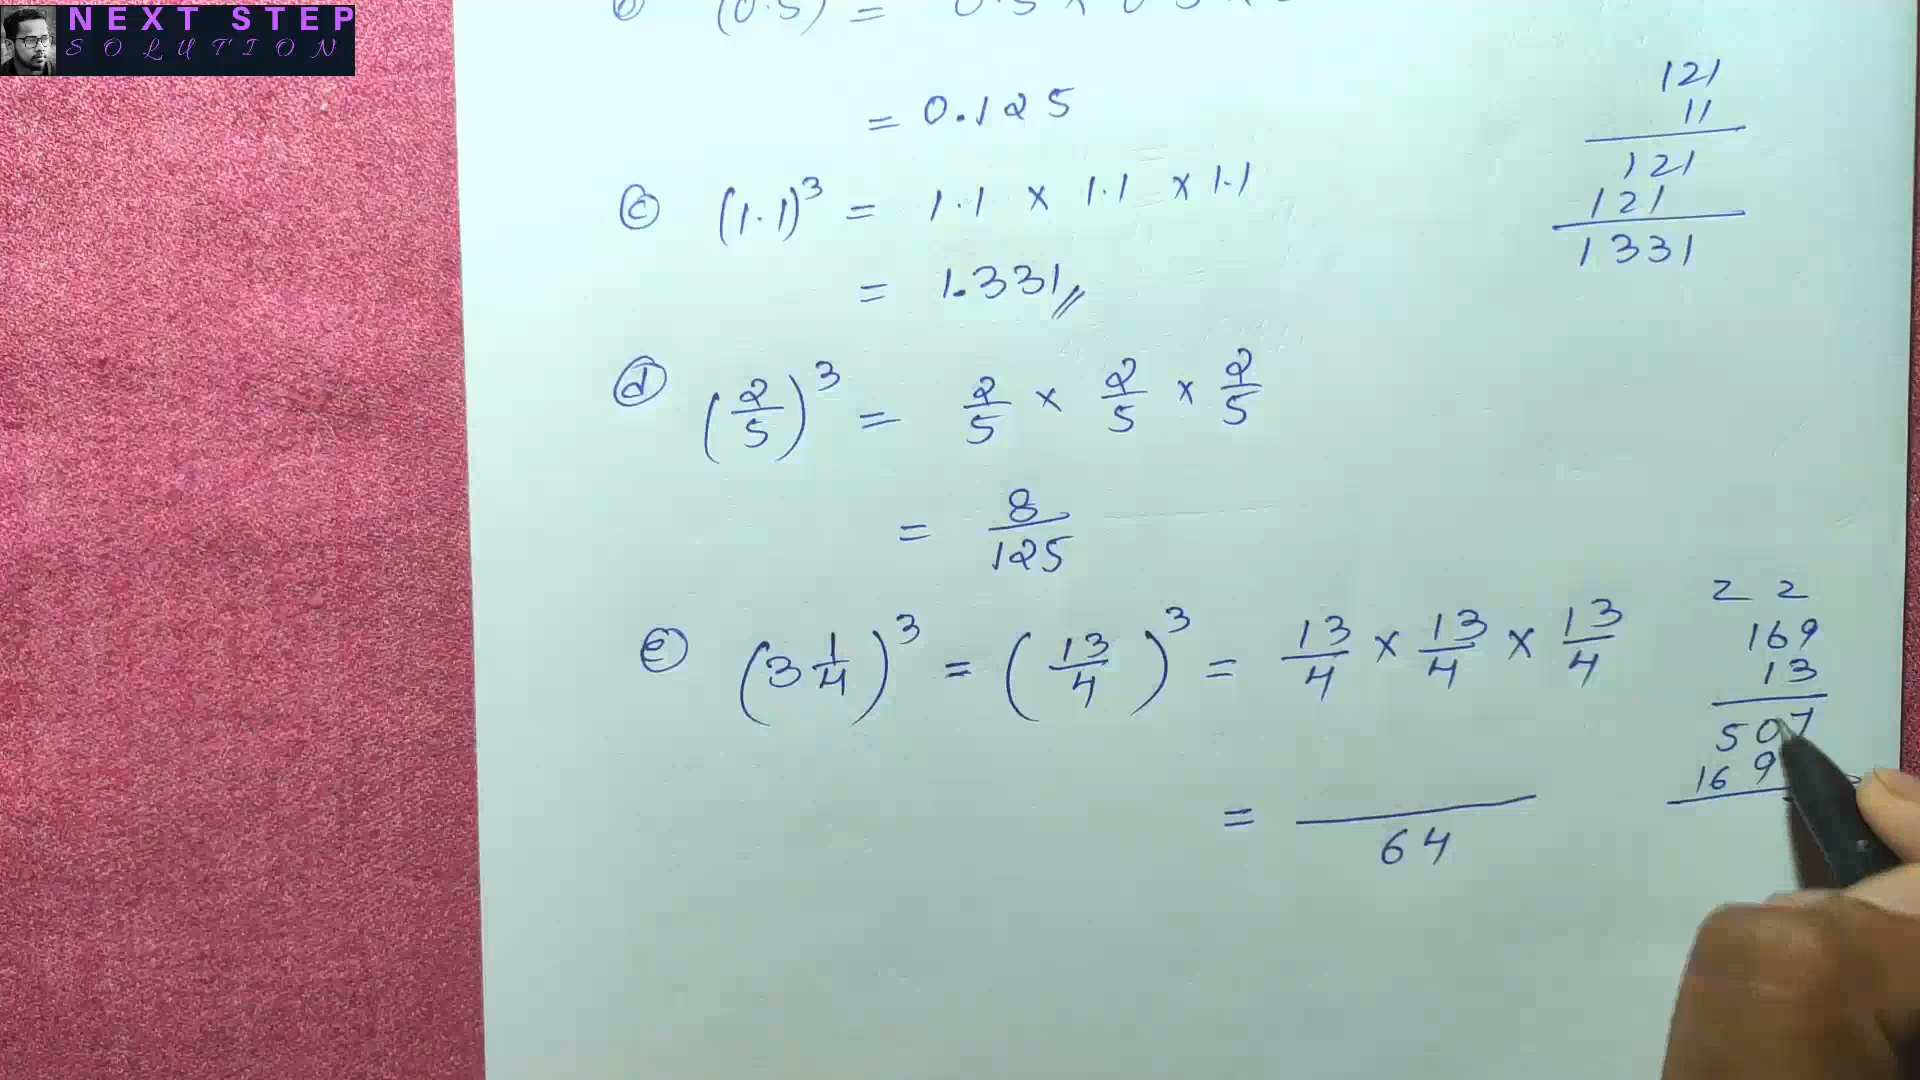 NEXT STEP
SOLUTION
= 0.125
ⓒ (1.1)³ = 1.1 × 1.1 × 1.1
= 1.331
ⓓ (2/5)³ = 2/5 × 2/5 × 2/5
= 8/125
ⓔ (3 1/4)³ = (13/4)³ = 13/4 × 13/4 × 13/4
= /64
121
11
121
121
1331
2 2
169
13
507
169